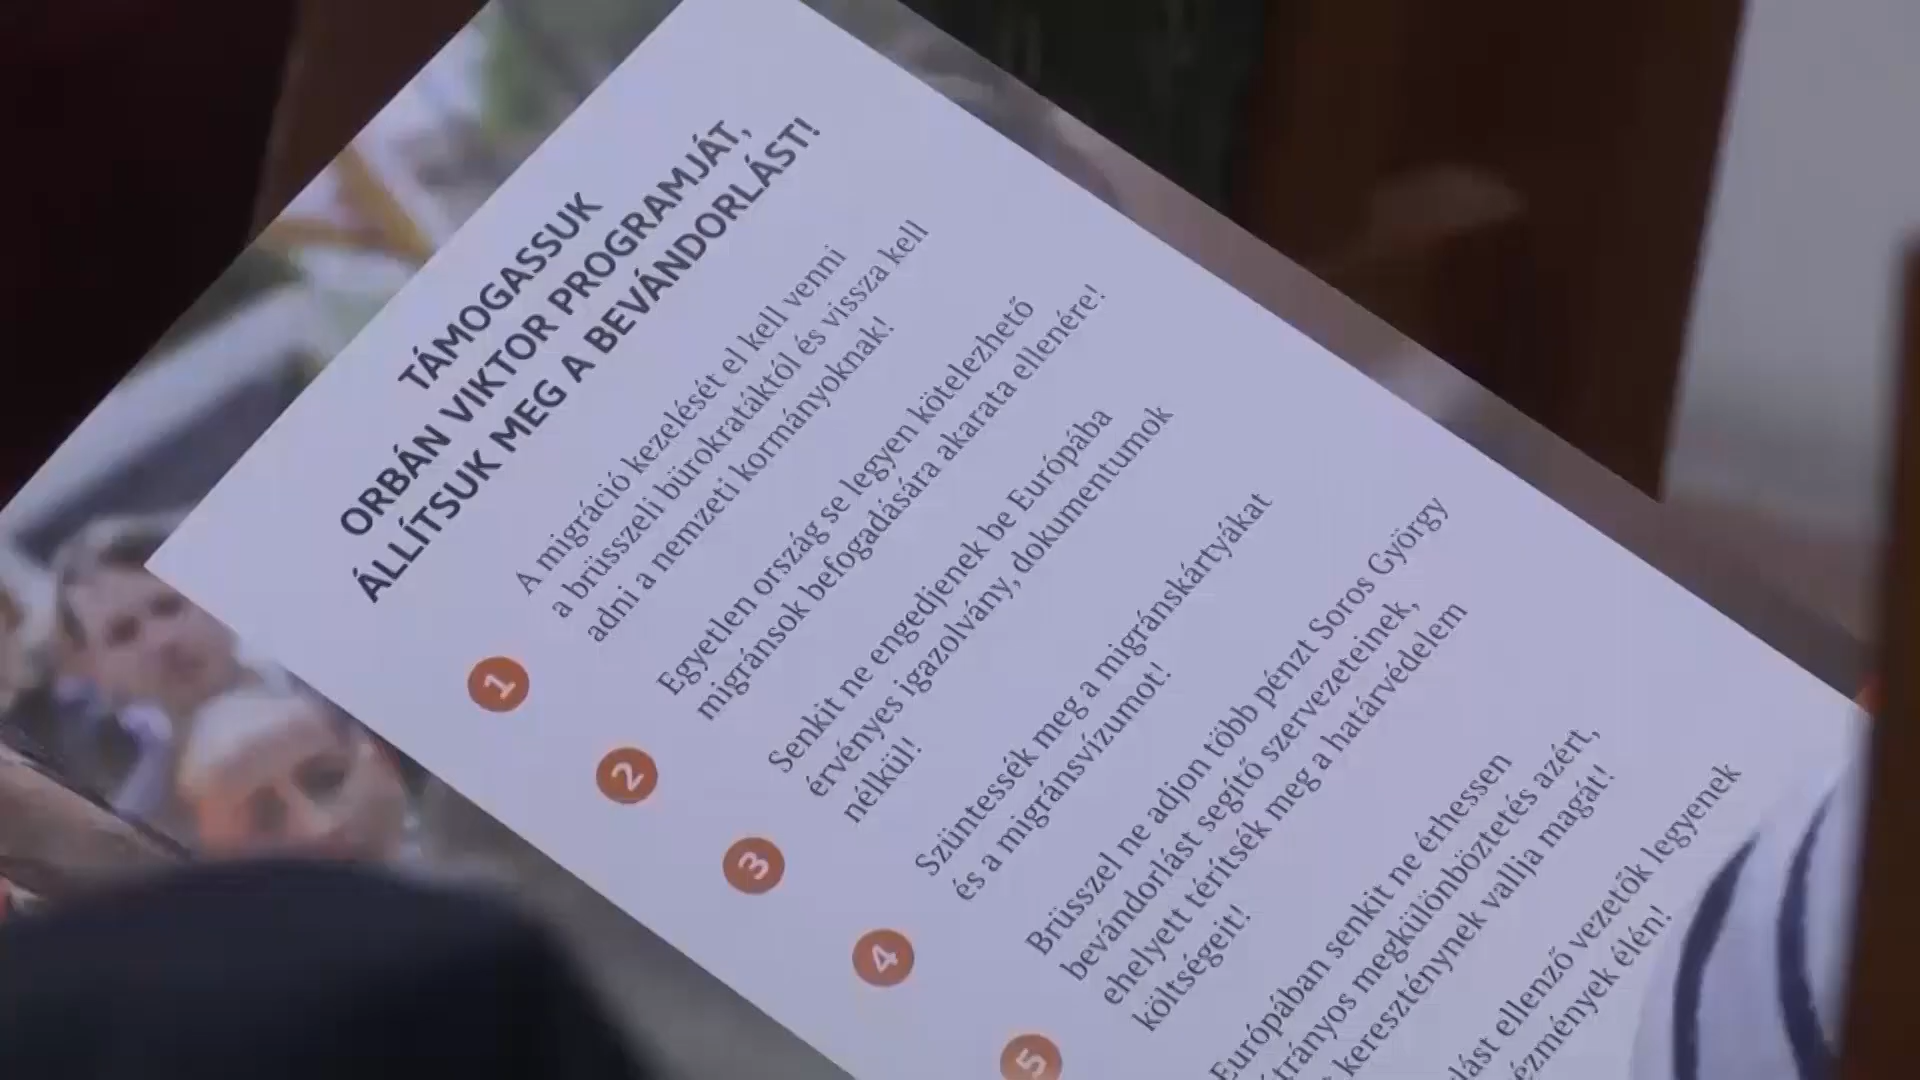 TÁMOGASSUK
ORBÁN VIKTOR PROGRAMJÁT,
ÁLLÍTSUK MEG A BEVÁNDORLÁST!
1
A migráció kezelését el kell venni
a brüsszeli bürokratáktól és vissza kell
adni a nemzeti kormányoknak!
2
Egyetlen ország se legyen kötelezhető
migránsok befogadására akarata ellenére!
3
Senkit ne engedjenek be Európába
érvényes igazolvány, dokumentumok
nélkül!
4
Szüntessék meg a migránskártyákat
és a migránsvízumot!
5
Brüsszel ne adjon több pénzt Soros György
bevándorlást segítő szervezeteinek,
ehelyett térítsék meg a határvédelem
költségeit!
Európában senkit ne érhessen
megkülönböztetés azért,
kereszténynek vallja magát!
ellenző vezetők legyenek
élén!